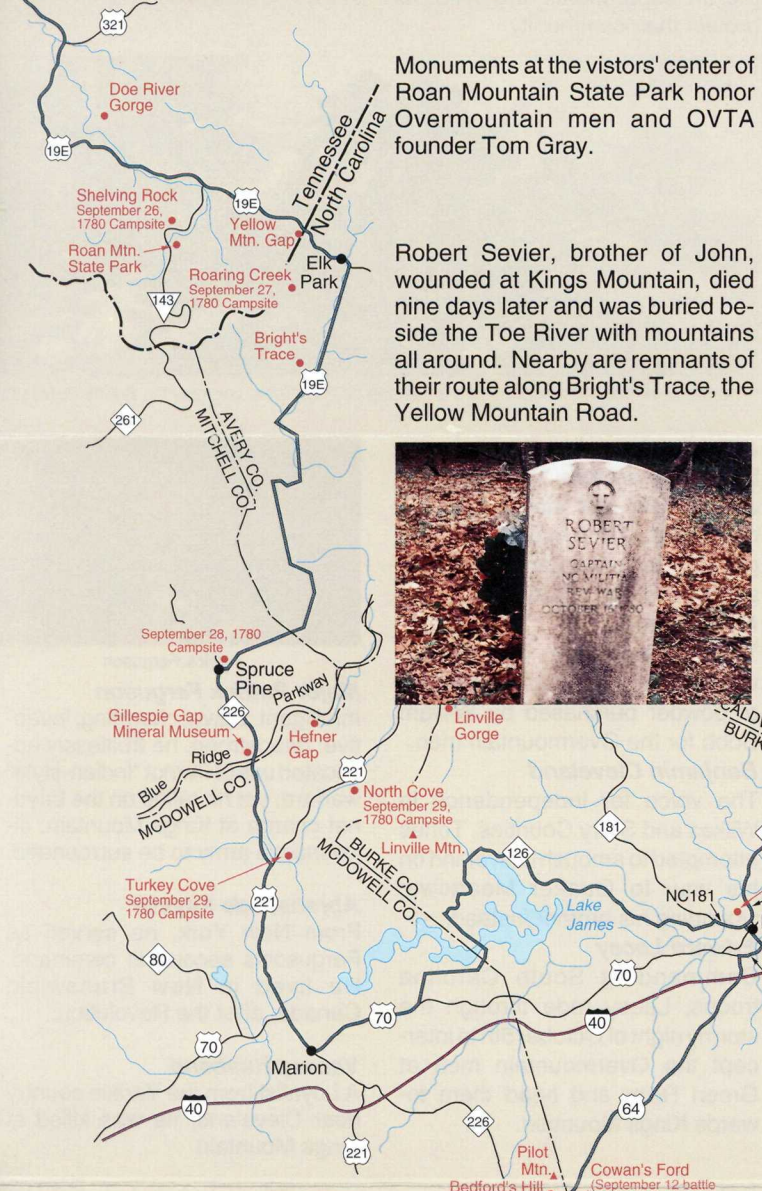 321
Doe River
Gorge
19E
Tennessee
North Carolina
Monuments at the vistors' center of
Roan Mountain State Park honor
Overmountain men and OVTA
founder Tom Gray.
Shelving Rock
September 26,
1780 Campsite
19E
Yellow
Mtn. Gap
Roan Mtn.
State Park
Elk
Park
Roaring Creek
September 27,
1780 Campsite
143
Bright's
Trace
19E
261
AVERY CO.
MITCHELL CO.
Robert Sevier, brother of John,
wounded at Kings Mountain, died
nine days later and was buried be-
side the Toe River with mountains
all around. Nearby are remnants of
their route along Bright's Trace, the
Yellow Mountain Road.
ROBERT
SEVIER
CAPTAIN
NC MILITIA
REV WAR
September 28, 1780
Campsite
Spruce
Pine
226
Gillespie Gap
Mineral Museum
Blue Ridge Parkway
Hefner
Gap
MCDOWELL CO.
Linville
Gorge
221
North Cove
September 29,
1780 Campsite
Linville Mtn.
BURKE CO.
MCDOWELL CO.
181
126
NC181
Turkey Cove
September 29,
1780 Campsite
221
Lake
James
80
70
70
70
40
Marion
40
226
64
221
Pilot
Mtn.
Bedford's Hill
Cowan's Ford
(September 12 battle